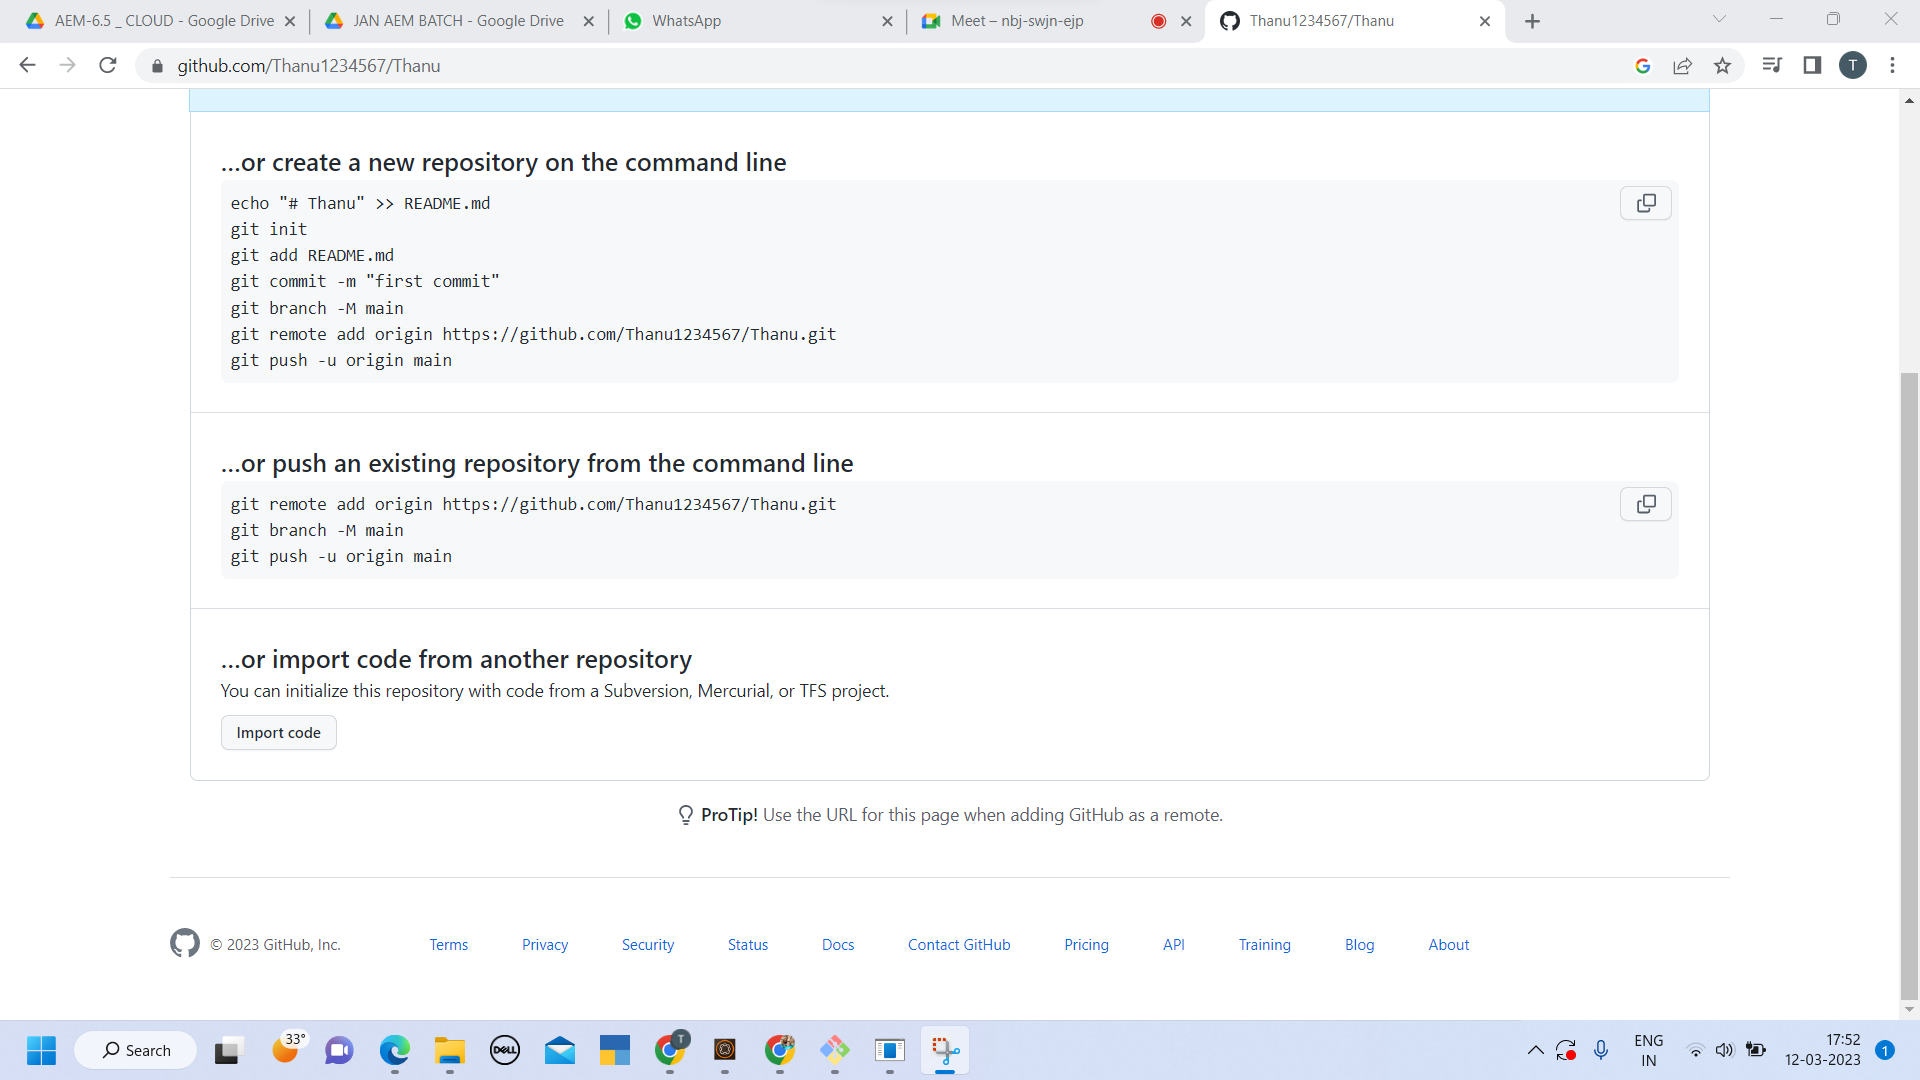 AEM-6.5 _ CLOUD - Google Drive
JAN AEM BATCH - Google Drive
WhatsApp
Meet – nbj-swjn-ejp
Thanu1234567/Thanu
github.com/Thanu1234567/Thanu
T
...or create a new repository on the command line
echo "# Thanu" >> README.md
git init
git add README.md
git commit -m "first commit"
git branch -M main
git remote add origin https://github.com/Thanu1234567/Thanu.git
git push -u origin main
...or push an existing repository from the command line
git remote add origin https://github.com/Thanu1234567/Thanu.git
git branch -M main
git push -u origin main
...or import code from another repository
You can initialize this repository with code from a Subversion, Mercurial, or TFS project.
Import code
ProTip! Use the URL for this page when adding GitHub as a remote.
© 2023 GitHub, Inc.
Terms
Privacy
Security
Status
Docs
Contact GitHub
Pricing
API
Training
Blog
About
Search
33°
DELL
T
ENG
IN
17:52
12-03-2023
1